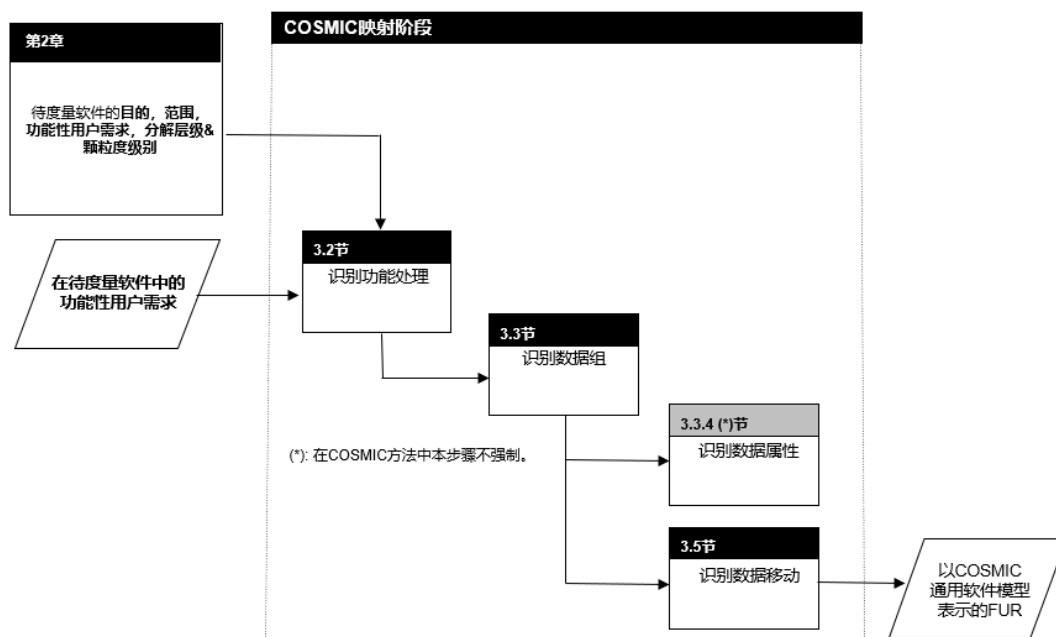 COSMIC映射阶段
第2章
待度量软件的目的，范围，
功能性用户需求，分解层级&
颗粒度级别
3.2节
识别功能处理
在待度量软件中的
功能性用户需求
3.3节
识别数据组
3.3.4 (*)节
识别数据属性
(*): 在COSMIC方法中本步骤不强制。
3.5节
识别数据移动
以COSMIC
通用软件模型
表示的FUR